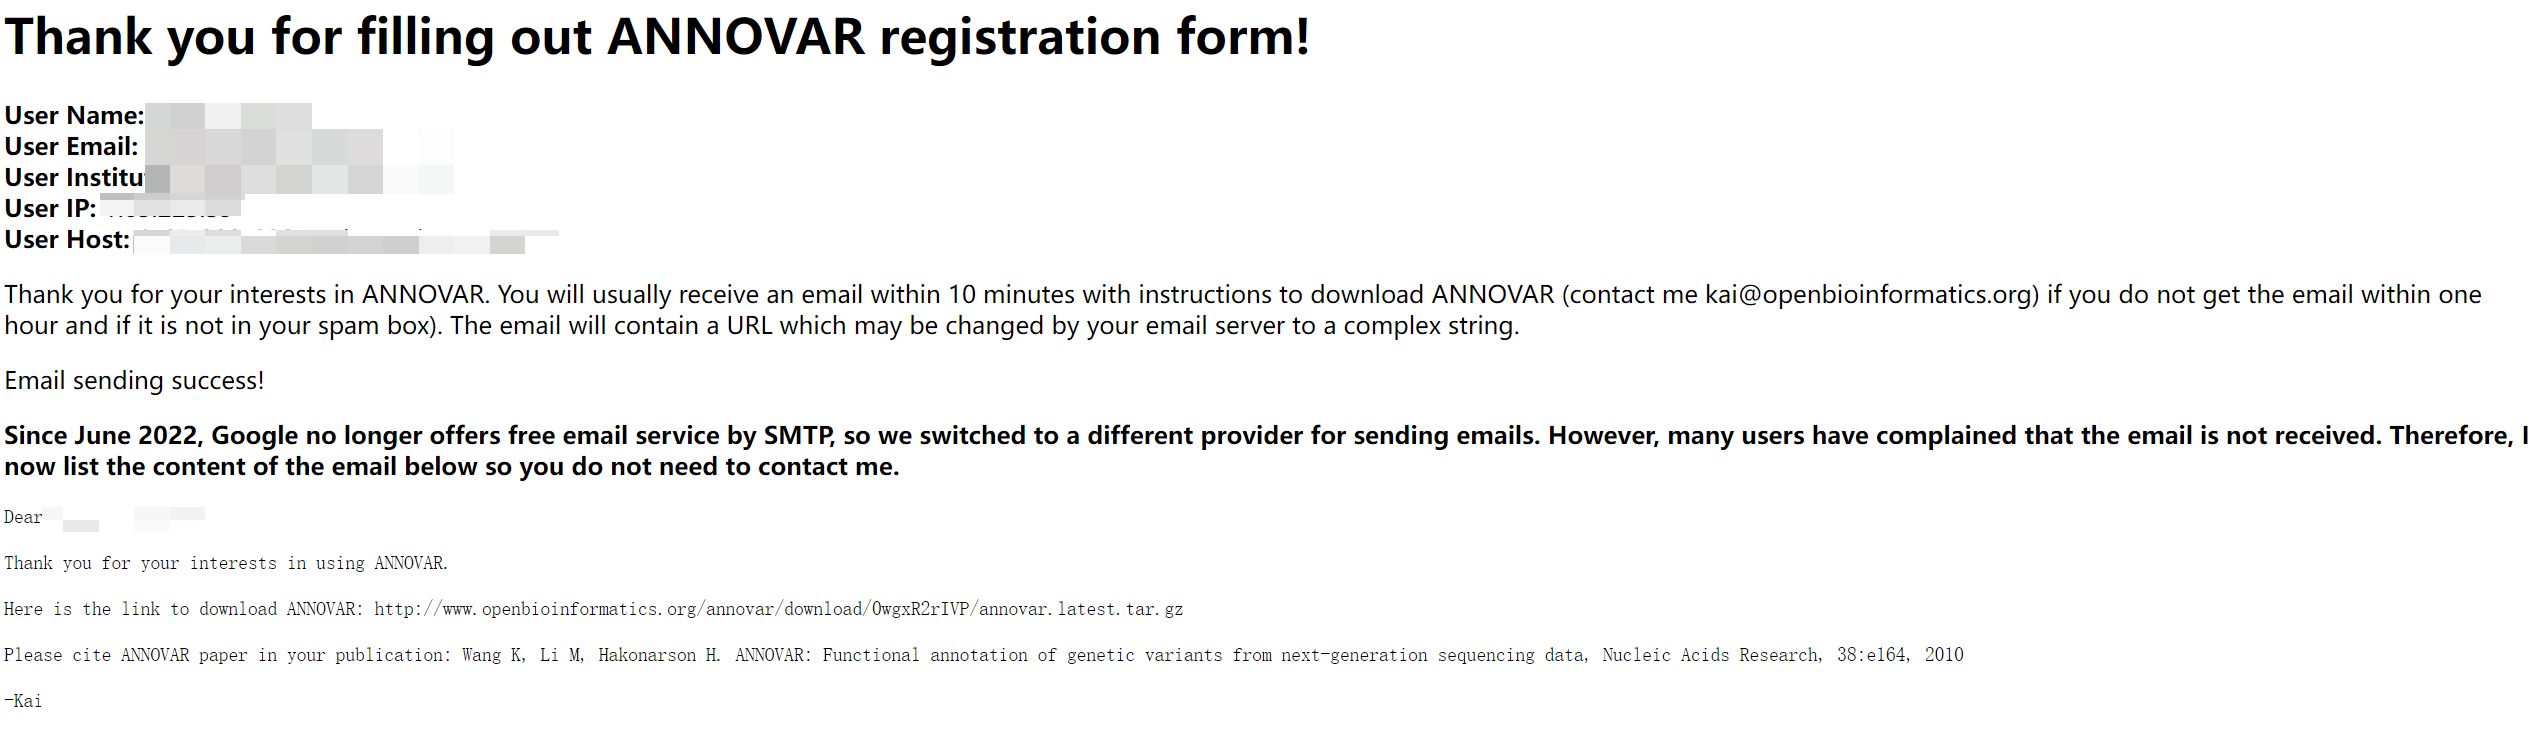 Thank you for filling out ANNOVAR registration form!
User Name:
User Email:
User Institu
User IP:
User Host:
Thank you for your interests in ANNOVAR. You will usually receive an email within 10 minutes with instructions to download ANNOVAR (contact me kai@openbioinformatics.org) if you do not get the email within one
hour and if it is not in your spam box). The email will contain a URL which may be changed by your email server to a complex string.
Email sending success!
Since June 2022, Google no longer offers free email service by SMTP, so we switched to a different provider for sending emails. However, many users have complained that the email is not received. Therefore, I
now list the content of the email below so you do not need to contact me.
Dear
Thank you for your interests in using ANNOVAR.
Here is the link to download ANNOVAR: http://www.openbioinformatics.org/annovar/download/0wgxR2rIVP/annovar.latest.tar.gz
Please cite ANNOVAR paper in your publication: Wang K, Li M, Hakonarson H. ANNOVAR: Functional annotation of genetic variants from next-generation sequencing data, Nucleic Acids Research, 38:e164, 2010
-Kai